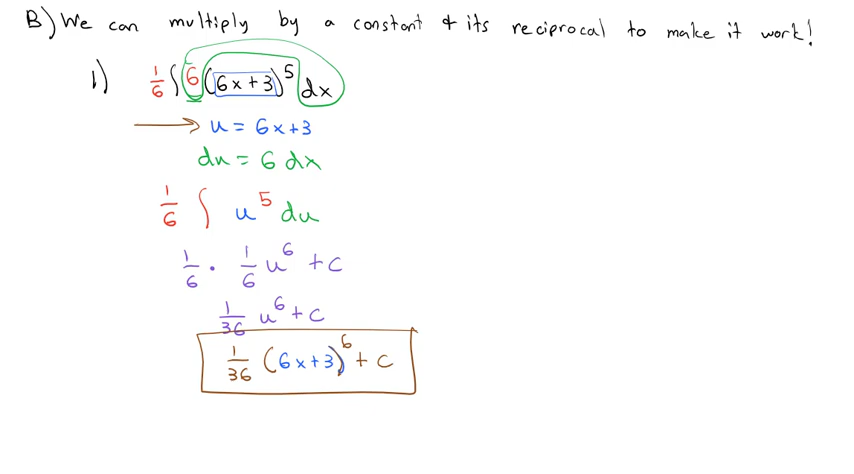 B) We can multiply by a constant & its reciprocal to make it work!
1) 1/6 ∫ 6 (6x+3)^5 dx
→ u = 6x+3
du = 6 dx
1/6 ∫ u^5 du
1/6 · 1/6 u^6 + c
1/36 u^6 + c
1/36 (6x+3)^6 + c